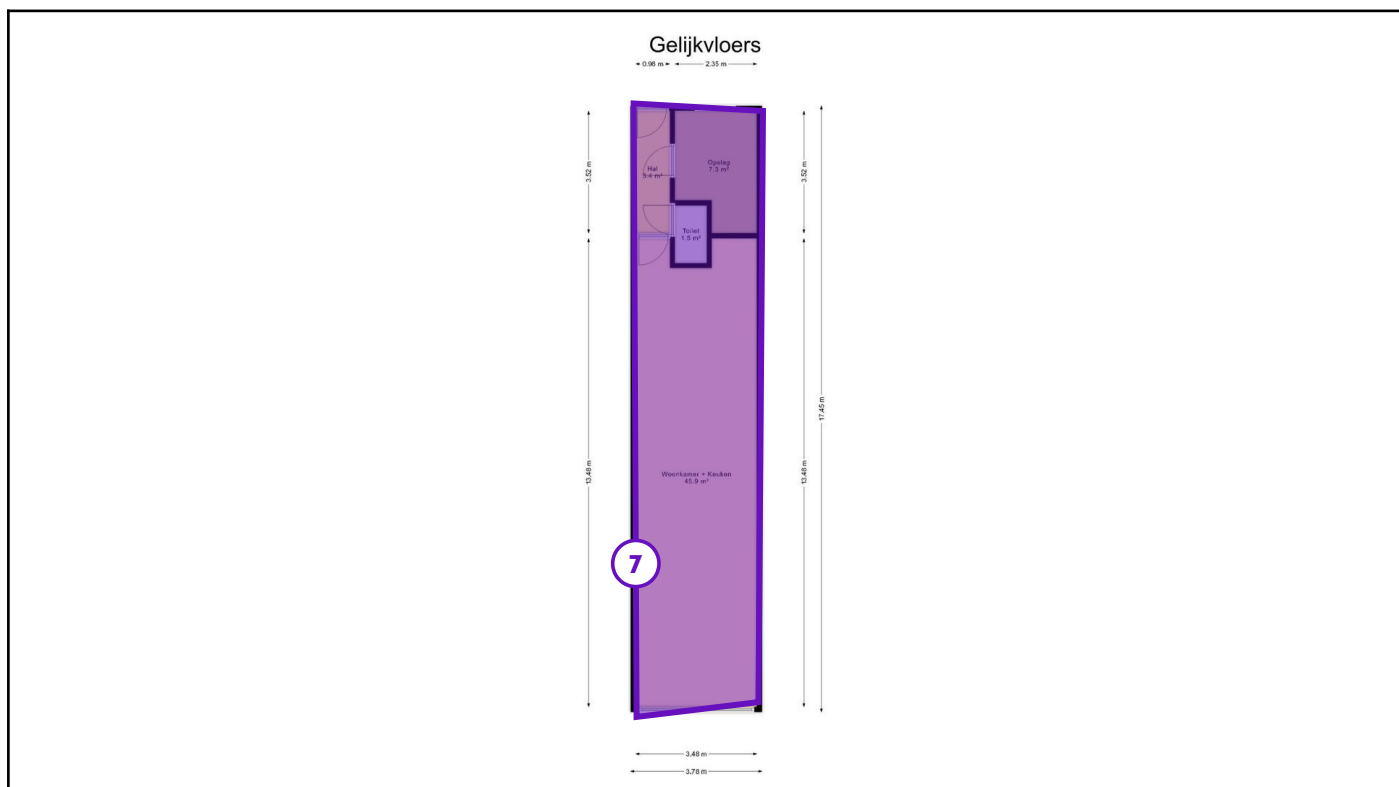 Gelijkvloers
0.96 m
2.35 m
3.52 m
Hal
3.4 m²
Opslag
7.3 m²
3.52 m
Toilet
1.5 m²
17.45 m
13.48 m
Woonkamer + Keuken
45.9 m²
13.48 m
7
3.48 m
3.78 m